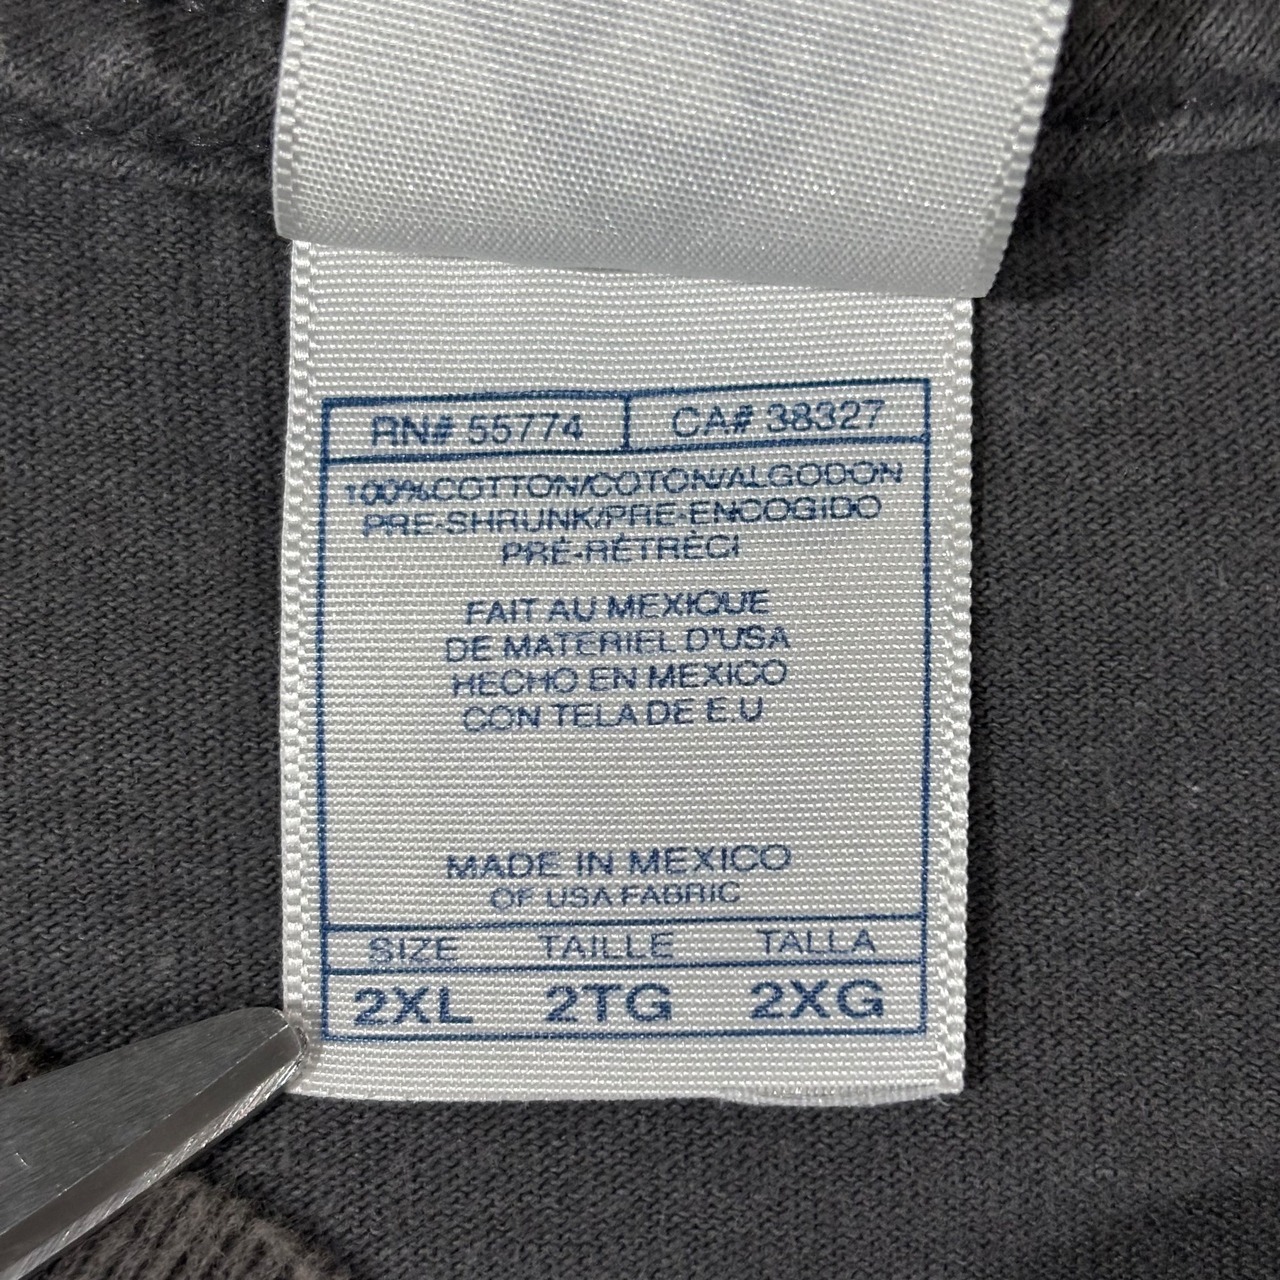 RN# 55774 CA# 38327
100%COTTON/COTON/ALGODON
PRE-SHRUNK/PRE-ENCOGIDO
PRÉ-RÉTRÉCI
FAIT AU MEXIQUE
DE MATERIEL D'USA
HECHO EN MEXICO
CON TELA DE E.U
MADE IN MEXICO
OF USA FABRIC
SIZE TAILLE TALLA
2XL 2TG 2XG